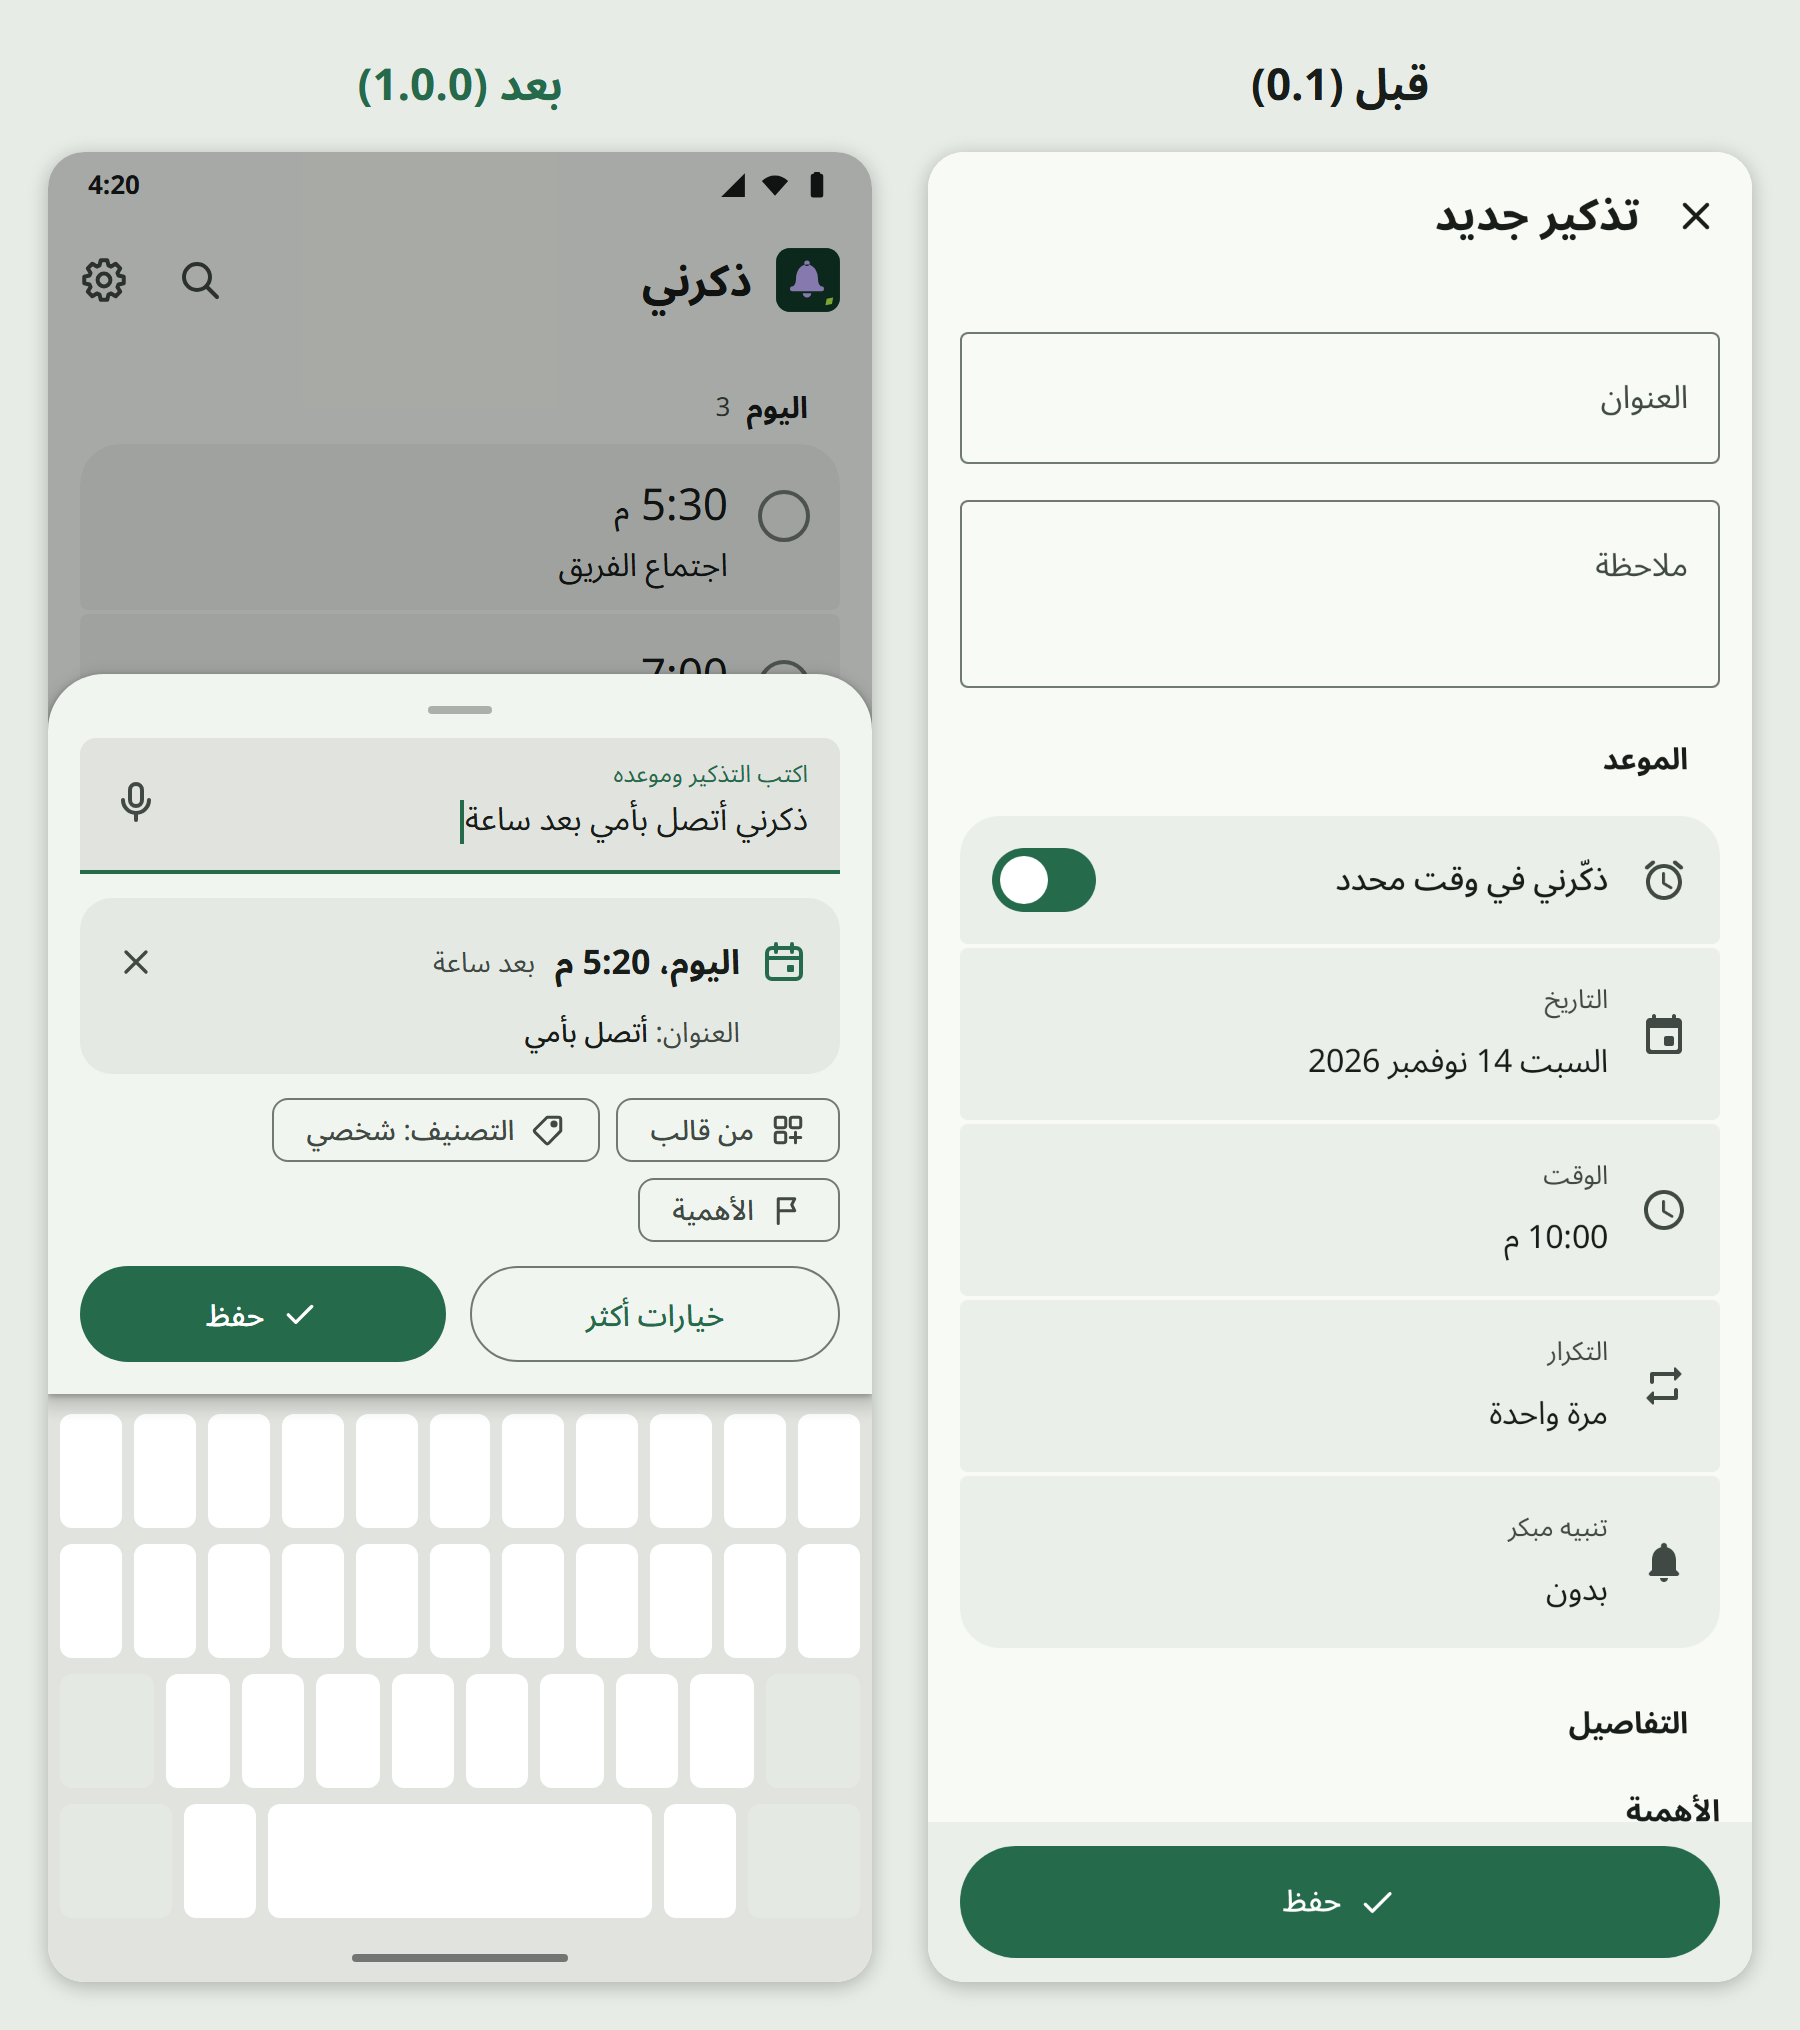 قبل (0.1)
تذكير جديد
العنوان
ملاحظة
الموعد
ذكّرني في وقت محدد
التاريخ
السبت 14 نوفمبر 2026
الوقت
10:00 م
التكرار
مرة واحدة
تنبيه مبكر
بدون
التفاصيل
الأهمية
حفظ
بعد (1.0.0)
4:20
ذكرني
اليوم 3
5:30 م
اجتماع الفريق
7:00
اكتب التذكير وموعده
ذكرني أتصل بأمي بعد ساعة
اليوم، 5:20 م بعد ساعة
العنوان: أتصل بأمي
من قالب
التصنيف: شخصي
الأهمية
خيارات أكثر
حفظ